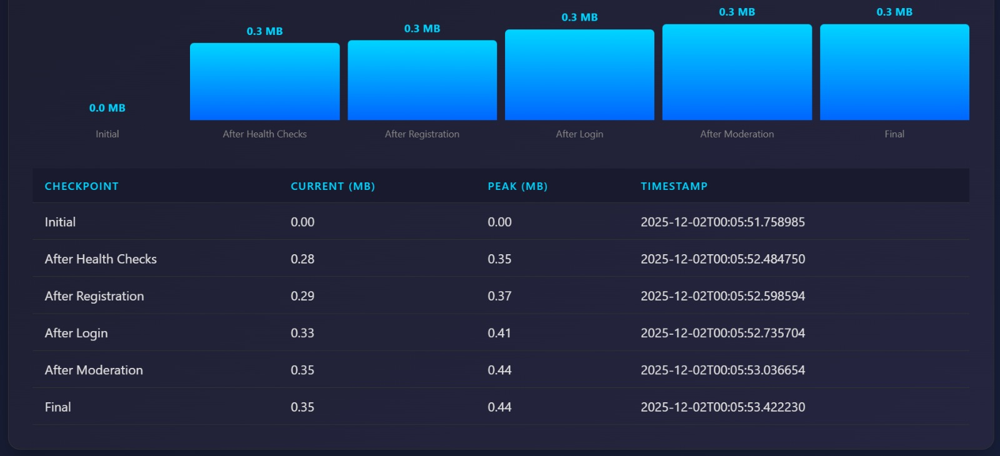 0.3 MB 0.3 MB
0.3 MB
0.3 MB 0.3 MB
0.0 MB
Initial After Health Checks After Registration After Login After Moderation Final
CHECKPOINT CURRENT (MB) PEAK (MB) TIMESTAMP
Initial 0.00 0.00 2025-12-02T00:05:51.758985
After Health Checks 0.28 0.35 2025-12-02T00:05:52.484750
After Registration 0.29 0.37 2025-12-02T00:05:52.598594
After Login 0.33 0.41 2025-12-02T00:05:52.735704
After Moderation 0.35 0.44 2025-12-02T00:05:53.036654
Final 0.35 0.44 2025-12-02T00:05:53.422230